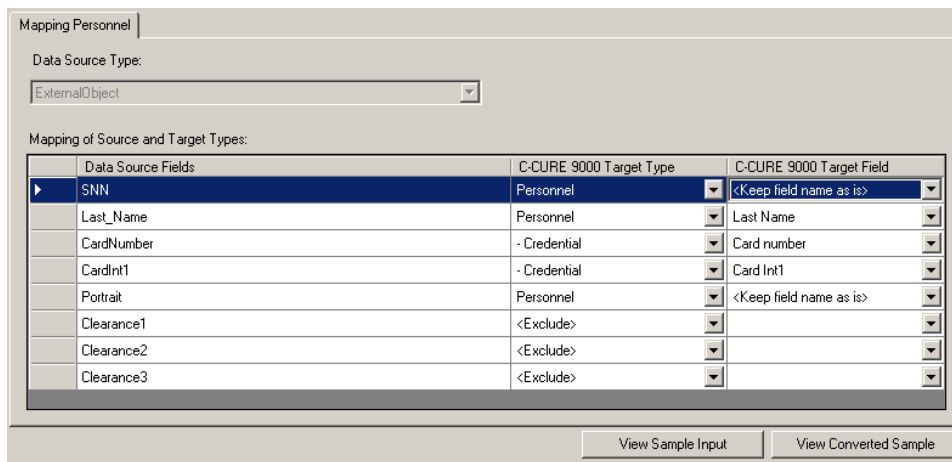 Mapping Personnel
Data Source Type:
ExternalObject
Mapping of Source and Target Types:
Data Source Fields C-CURE 9000 Target Type C-CURE 9000 Target Field
SNN Personnel <Keep field name as is>
Last_Name Personnel Last Name
CardNumber - Credential Card number
CardInt1 - Credential Card Int1
Portrait Personnel <Keep field name as is>
Clearance1 <Exclude>
Clearance2 <Exclude>
Clearance3 <Exclude>
View Sample Input View Converted Sample